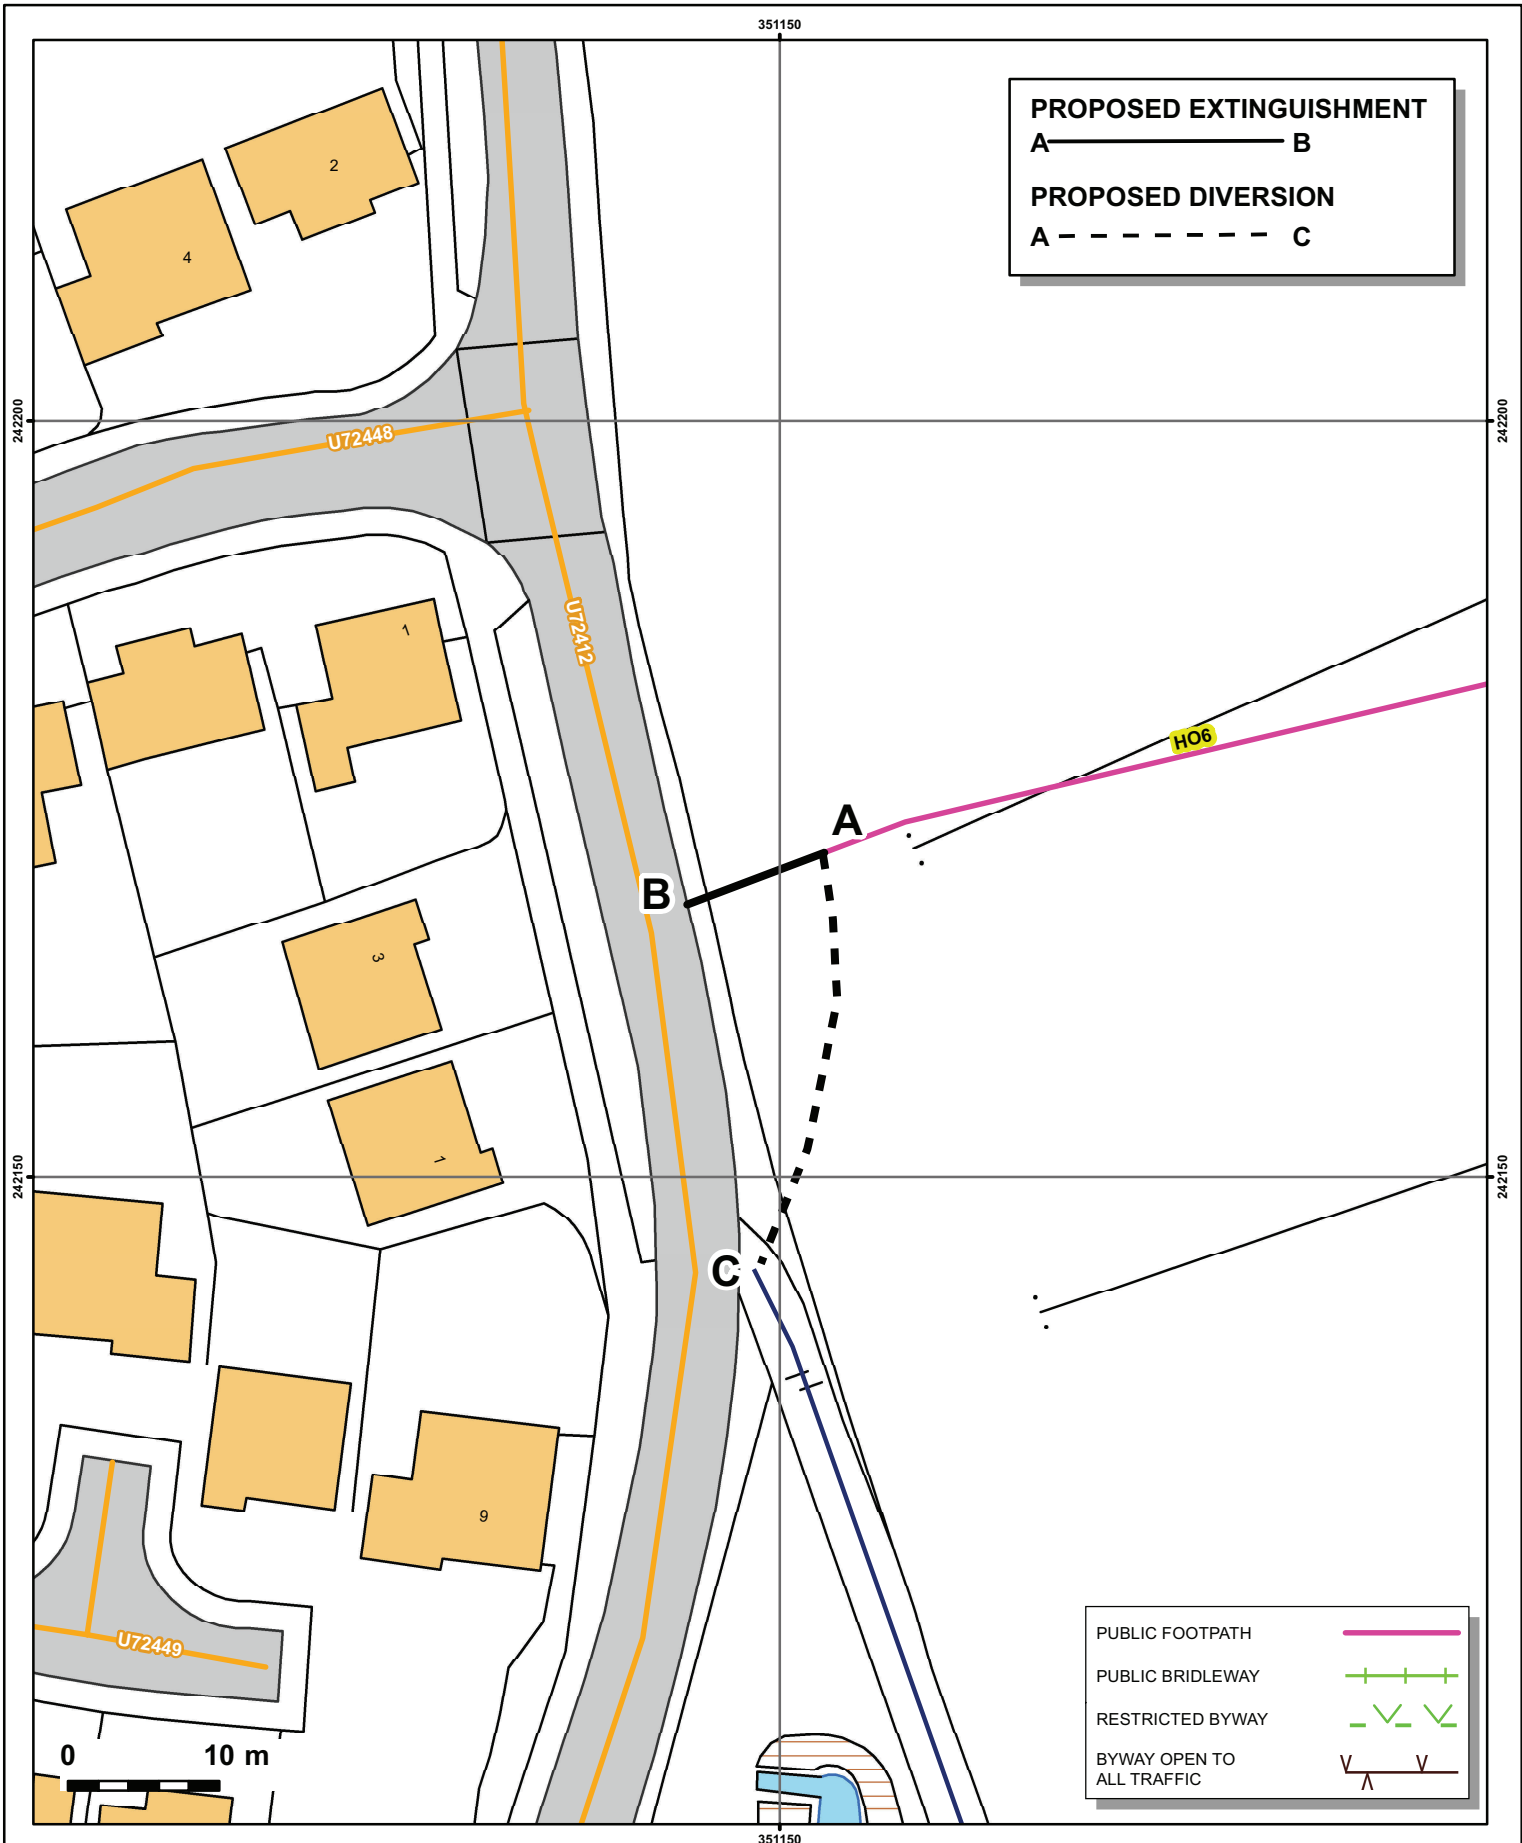 351150
PROPOSED EXTINGUISHMENT
A B
PROPOSED DIVERSION
A C
2
4
242200
242200
U72448
U72412
1
HO6
A
B
3
1
242150
242150
C
9
U72449
0 10 m
PUBLIC FOOTPATH
PUBLIC BRIDLEWAY
RESTRICTED BYWAY
BYWAY OPEN TO
ALL TRAFFIC
351150